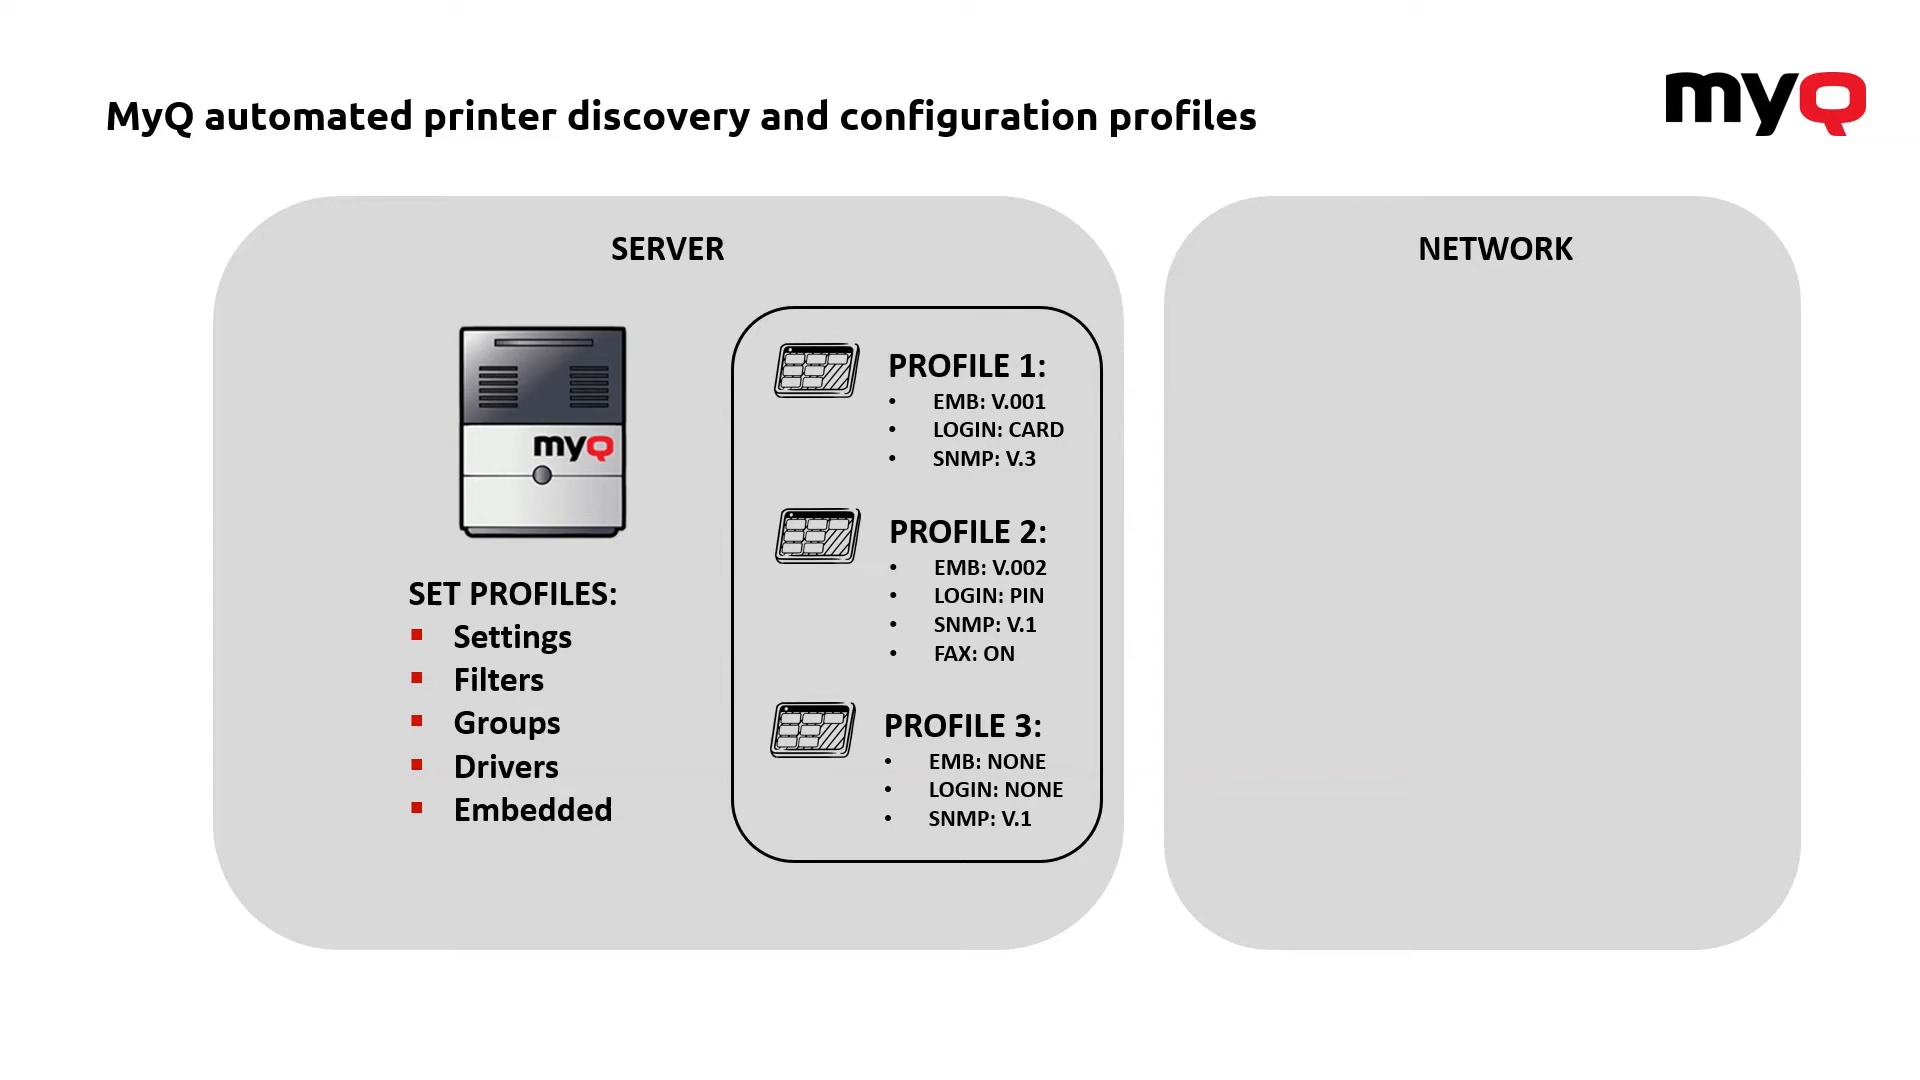 MyQ automated printer discovery and configuration profiles
myQ
SERVER
myQ
SET PROFILES:
▪ Settings
▪ Filters
▪ Groups
▪ Drivers
▪ Embedded
PROFILE 1:
• EMB: V.001
• LOGIN: CARD
• SNMP: V.3
PROFILE 2:
• EMB: V.002
• LOGIN: PIN
• SNMP: V.1
• FAX: ON
PROFILE 3:
• EMB: NONE
• LOGIN: NONE
• SNMP: V.1
NETWORK